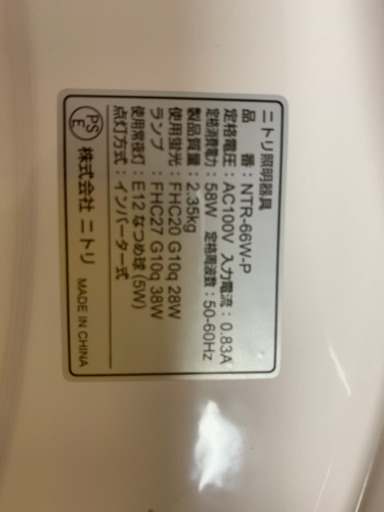 ニトリ照明器具
品　番：NTR-66W-P
定格電圧：AC100V 入力電流：0.83A
定格消費電力：58W 定格周波数：50-60Hz
製品質量：2.35kg
使用蛍光：FHC20 G10q 28W
ランプ　：FHC27 G10q 38W
使用常夜灯：E12 なつめ球 (5W)
点灯方式：インバーター式
PS
E
株式会社 ニトリ MADE IN CHINA